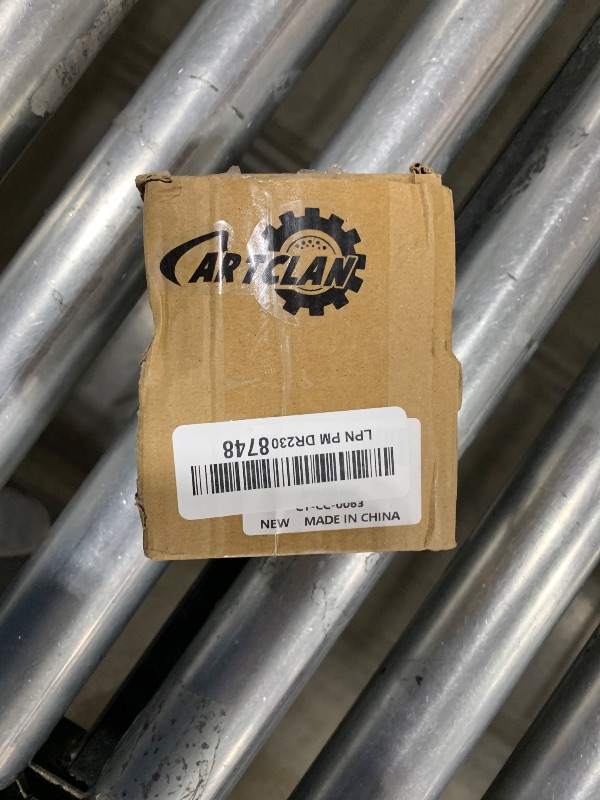 ARTCLAN
LPN PM DR2308748
NEW MADE IN CHINA